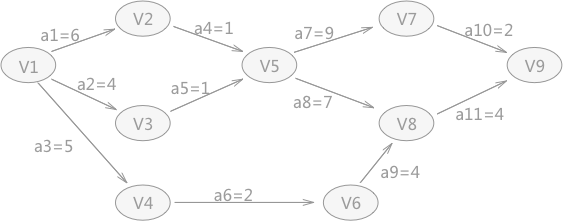 V2
V7
a1=6
a4=1
a7=9
a10=2
V1
V5
V9
a2=4
a5=1
a8=7
a11=4
V3
V8
a3=5
a9=4
a6=2
V4
V6